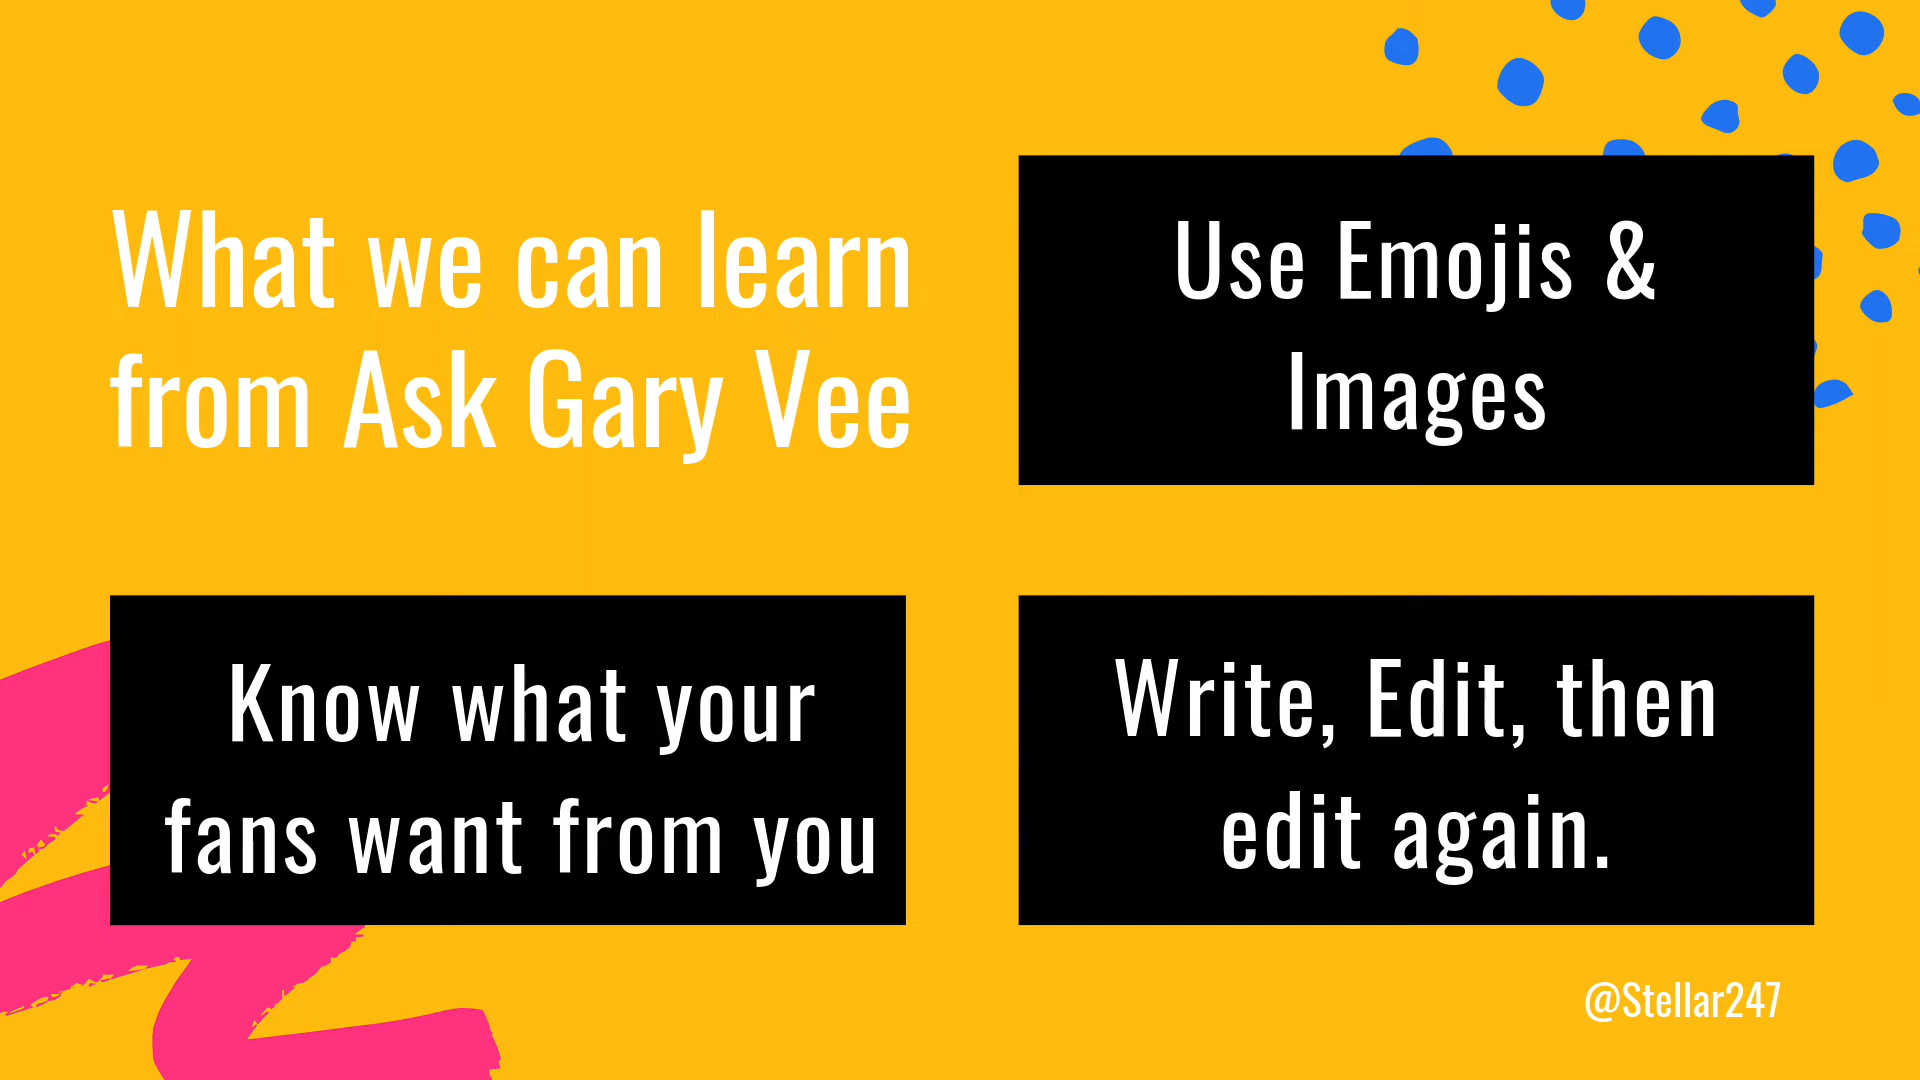 What we can learn
from Ask Gary Vee
Use Emojis &
Images
Know what your
fans want from you
Write, Edit, then
edit again.
@Stellar247